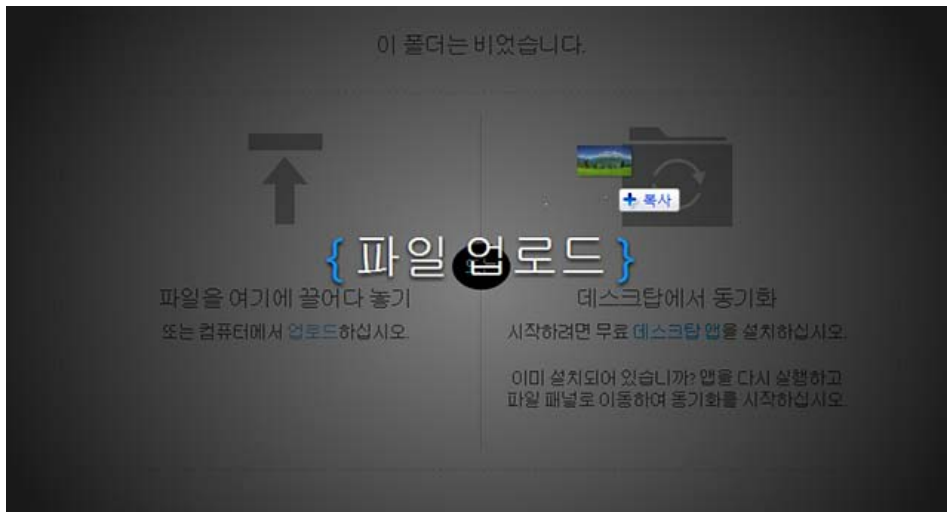 이 폴더는 비었습니다.
+ 복사
{ 파일 업로드 }
파일을 여기에 끌어다 놓기
또는 컴퓨터에서 업로드하십시오.
데스크탑에서 동기화
시작하려면 무료 데스크탑 앱을 설치하십시오.
이미 설치되어 있습니까? 앱을 다시 실행하고
파일 패널로 이동하여 동기화를 시작하십시오.